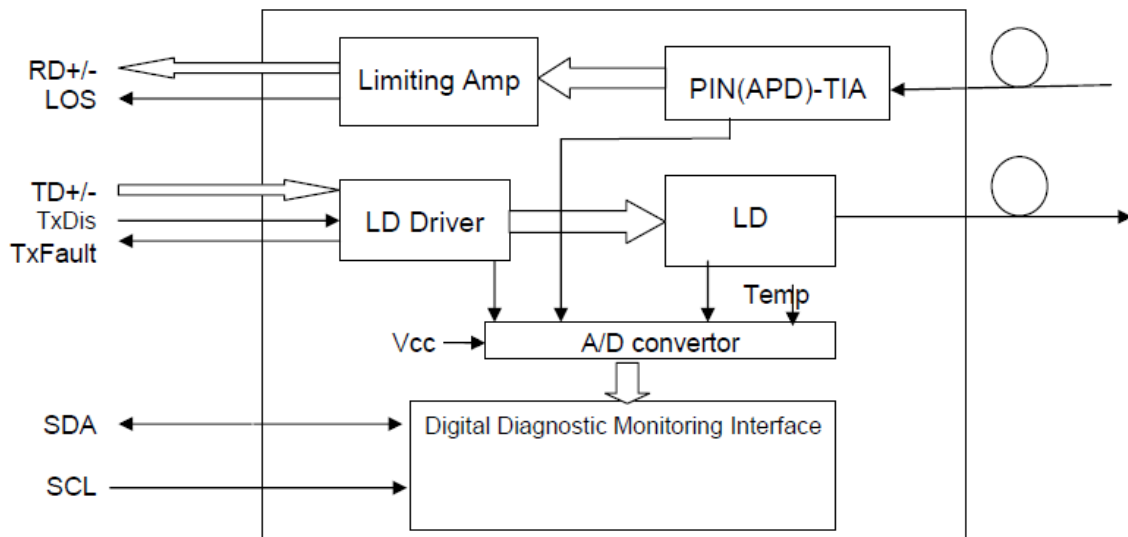 RD+/-
LOS
Limiting Amp
PIN(APD)-TIA
TD+/-
TxDis
TxFault
LD Driver
LD
Temp
Vcc
A/D convertor
SDA
SCL
Digital Diagnostic Monitoring Interface